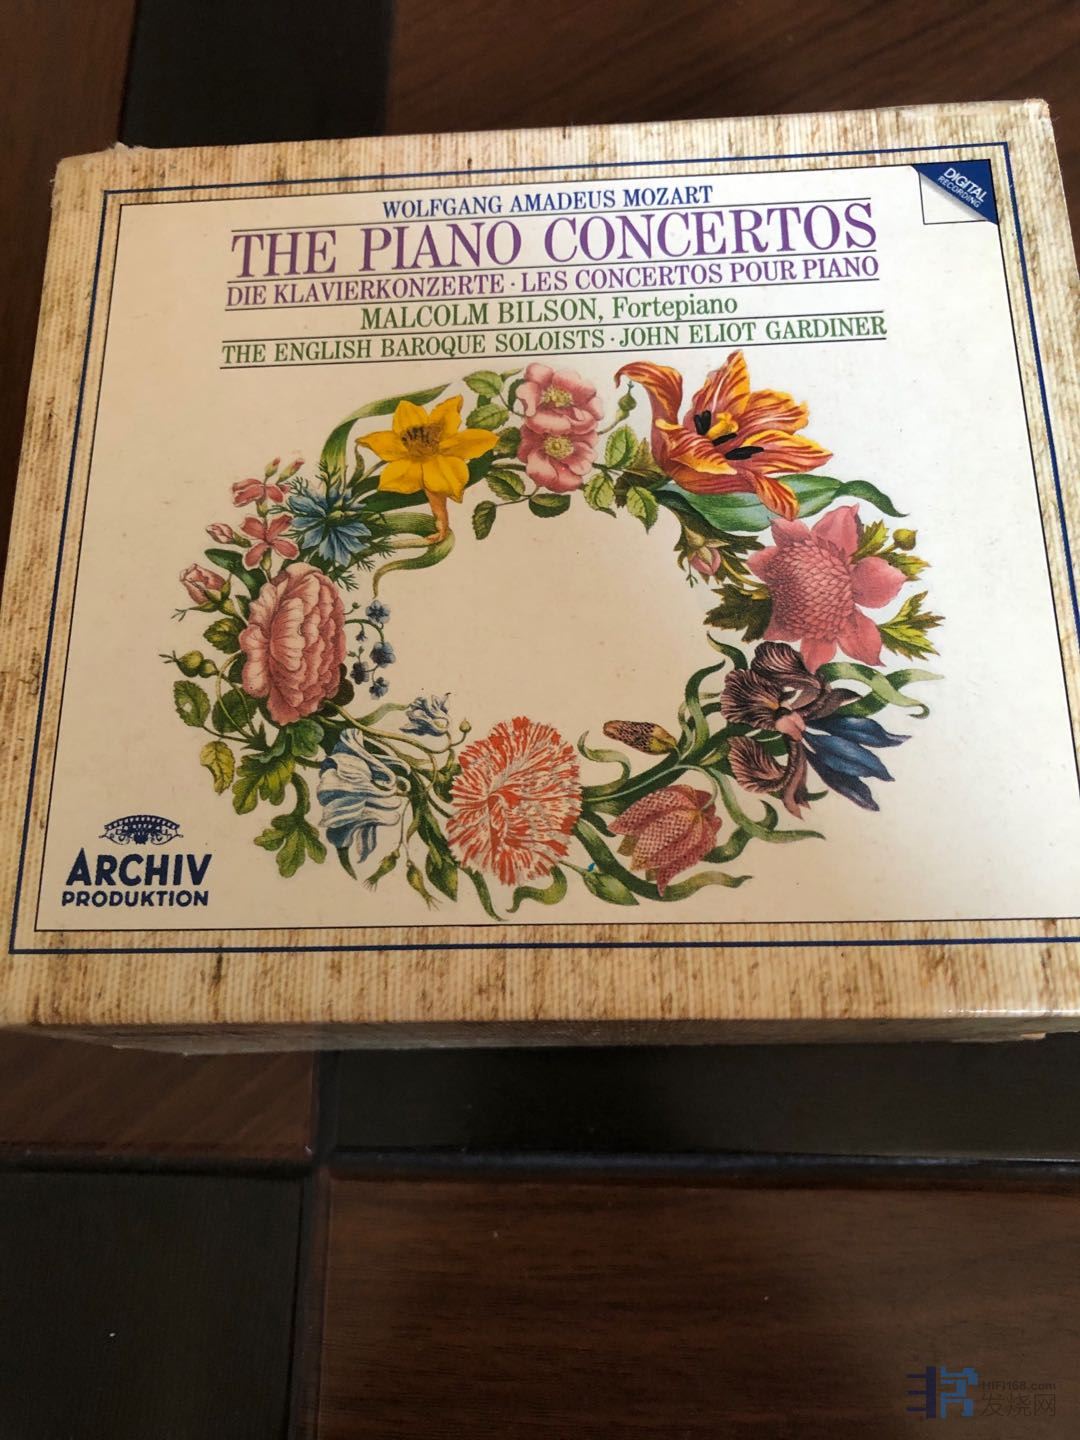 DIGITAL
RECORDING
WOLFGANG AMADEUS MOZART
THE PIANO CONCERTOS
DIE KLAVIERKONZERTE · LES CONCERTOS POUR PIANO
MALCOLM BILSON, Fortepiano
THE ENGLISH BAROQUE SOLOISTS · JOHN ELIOT GARDINER
ARCHIV
PRODUKTION
HIFI168.com
发烧网